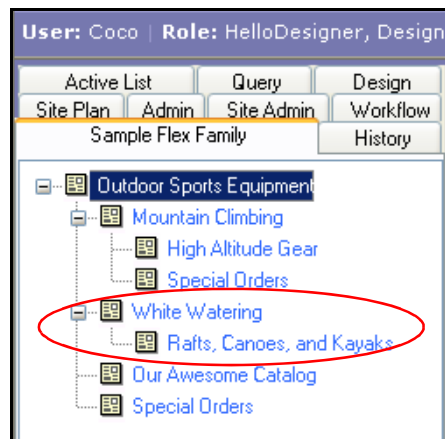 User: Coco | Role: HelloDesigner, Design
Active List Query Design
Site Plan Admin Site Admin Workflow
Sample Flex Family History
Outdoor Sports Equipment
Mountain Climbing
High Altitude Gear
Special Orders
White Watering
Rafts, Canoes, and Kayaks
Our Awesome Catalog
Special Orders